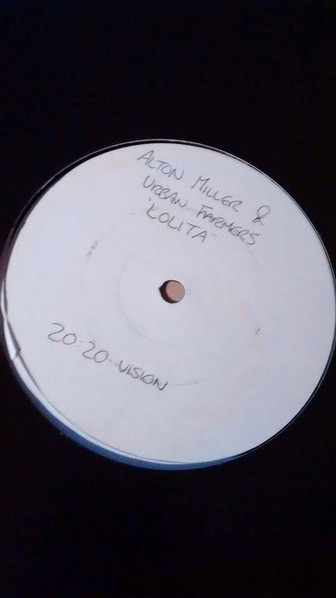 ALTON MILLER &
URBAN FARMERS
'LOLITA'
20:20 VISION